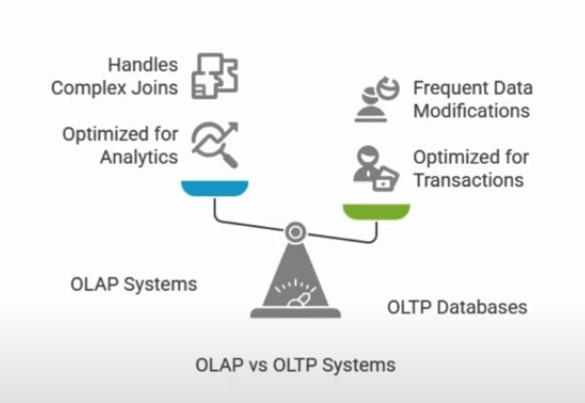 Handles
Complex Joins
Optimized for
Analytics
Frequent Data
Modifications
Optimized for
Transactions
OLAP Systems
OLTP Databases
OLAP vs OLTP Systems